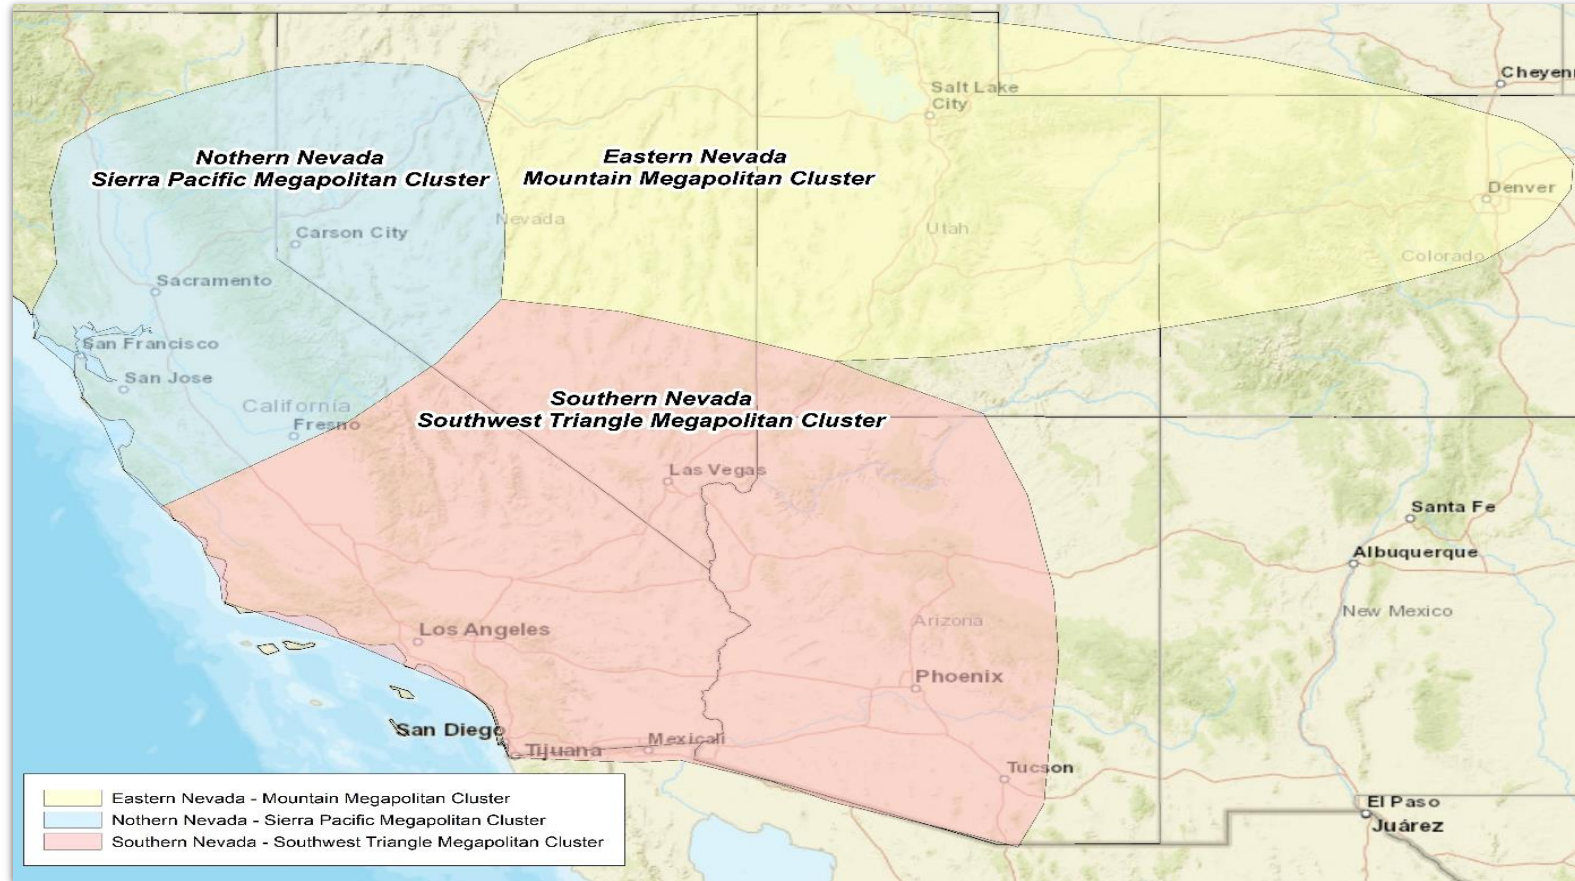 Cheyenn
Salt Lake
City
Nothern Nevada
Sierra Pacific Megapolitan Cluster
Eastern Nevada
Mountain Megapolitan Cluster
Denver
Nevada
Carson City
Utah
Colorado
Sacramento
San Francisco
San Jose
California
Fresno
Southern Nevada
Southwest Triangle Megapolitan Cluster
Las Vegas
Santa Fe
Albuquerque
New Mexico
Arizona
Los Angeles
Phoenix
San Diego
Tijuana
Mexicali
Tucson
El Paso
Juárez
Eastern Nevada - Mountain Megapolitan Cluster
Nothern Nevada - Sierra Pacific Megapolitan Cluster
Southern Nevada - Southwest Triangle Megapolitan Cluster